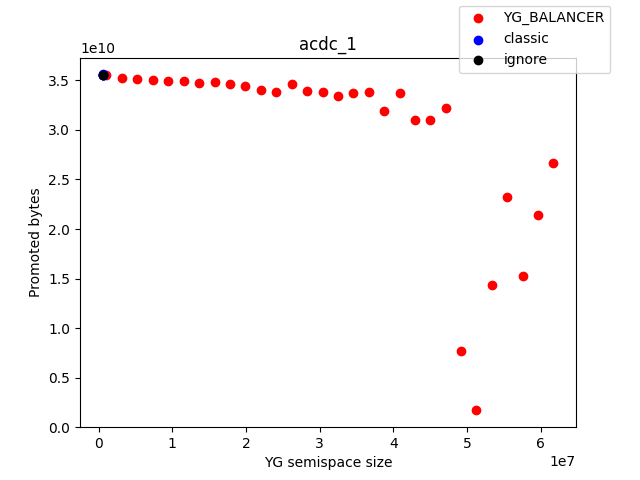 acdc_1
YG_BALANCER
classic
ignore
1e10
3.5
3.0
2.5
2.0
1.5
1.0
0.5
0.0
Promoted bytes
0
1
2
3
4
5
6
1e7
YG semispace size